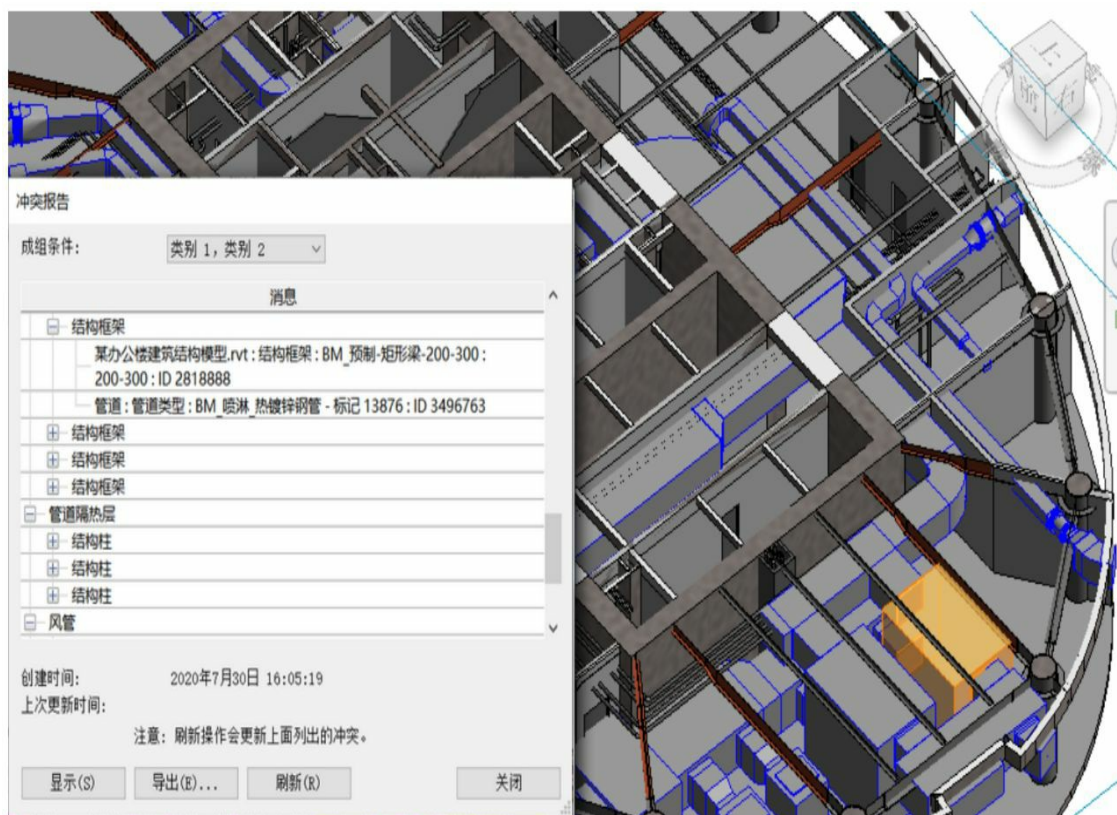 冲突报告
成组条件:
类别 1, 类别 2
消息
结构框架
某办公楼建筑结构模型.rvt : 结构框架 : BM_预制-矩形梁-200-300 :
200-300 : ID 2818888
管道 : 管道类型 : BM_喷淋_热镀锌钢管 - 标记 13876 : ID 3496763
结构框架
结构框架
结构框架
管道隔热层
结构柱
结构柱
结构柱
风管
创建时间: 2020年7月30日 16:05:19
上次更新时间:
注意: 刷新操作会更新上面列出的冲突。
显示(S)
导出(E)...
刷新(R)
关闭
上
前
右